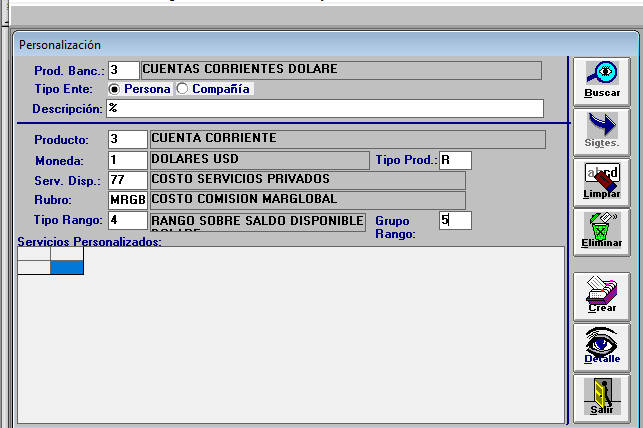 Personalización
Prod. Banc.: 3 CUENTAS CORRIENTES DOLARE
Tipo Ente: Persona Compañía
Descripción: %
Producto: 3 CUENTA CORRIENTE
Moneda: 1 DOLARES USD Tipo Prod.: R
Serv. Disp.: 77 COSTO SERVICIOS PRIVADOS
Rubro: MRGB COSTO COMISION MARGLOBAL
Tipo Rango: 4 RANGO SOBRE SALDO DISPONIBLE Grupo Rango: 5
Servicios Personalizados:
Buscar
Sigtes.
Limpiar
Eliminar
Crear
Detalle
Salir